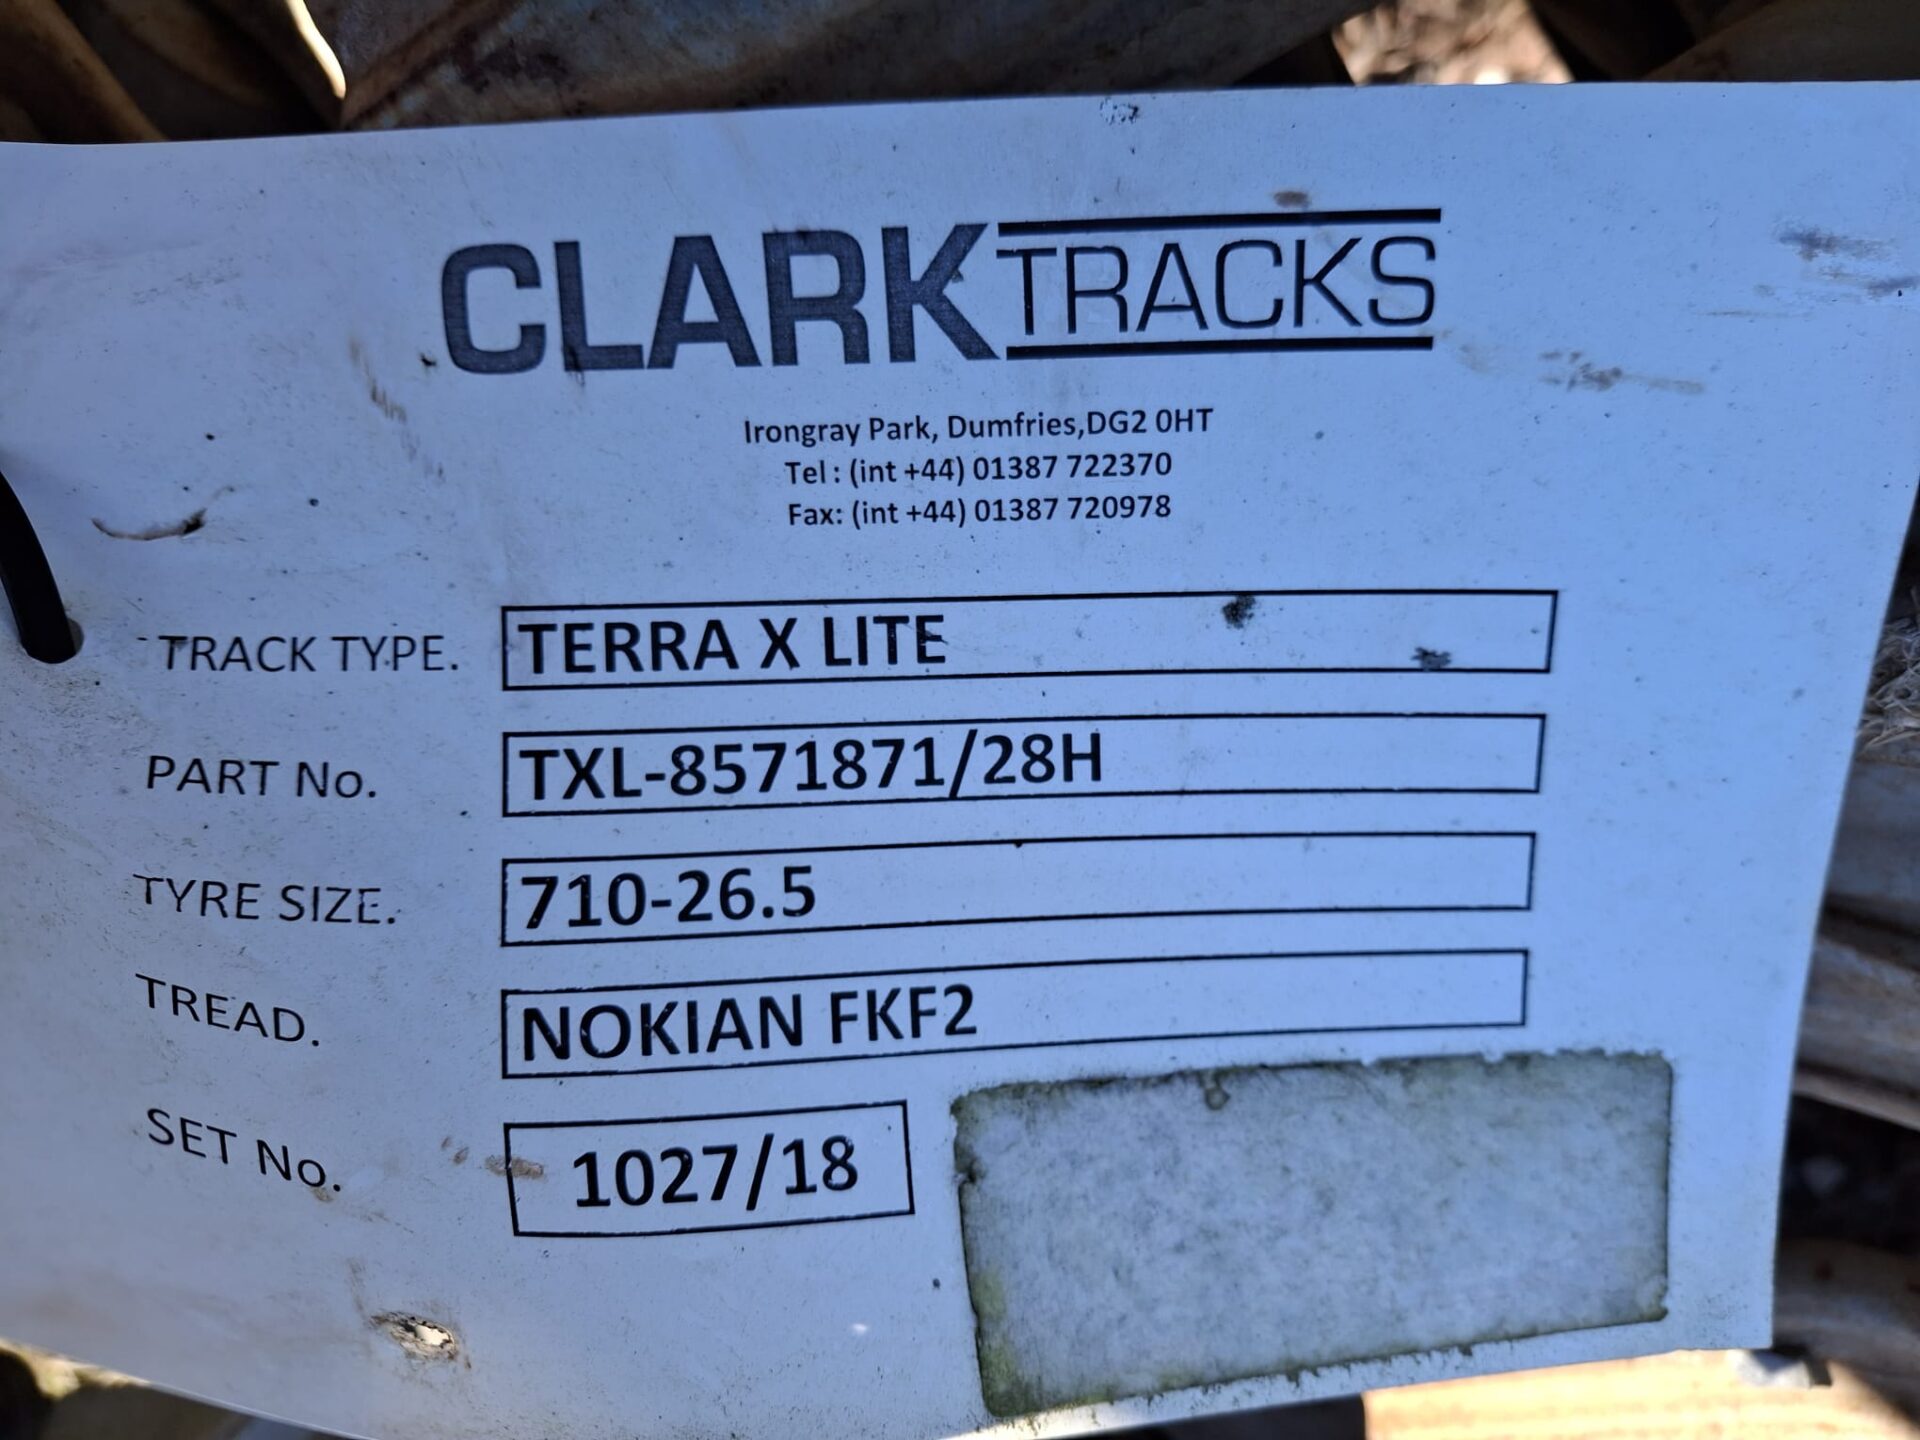 CLARK TRACKS
Irongray Park, Dumfries,DG2 0HT
Tel : (int +44) 01387 722370
Fax: (int +44) 01387 720978
TRACK TYPE. TERRA X LITE
PART No. TXL-8571871/28H
TYRE SIZE. 710-26.5
TREAD. NOKIAN FKF2
SET No. 1027/18